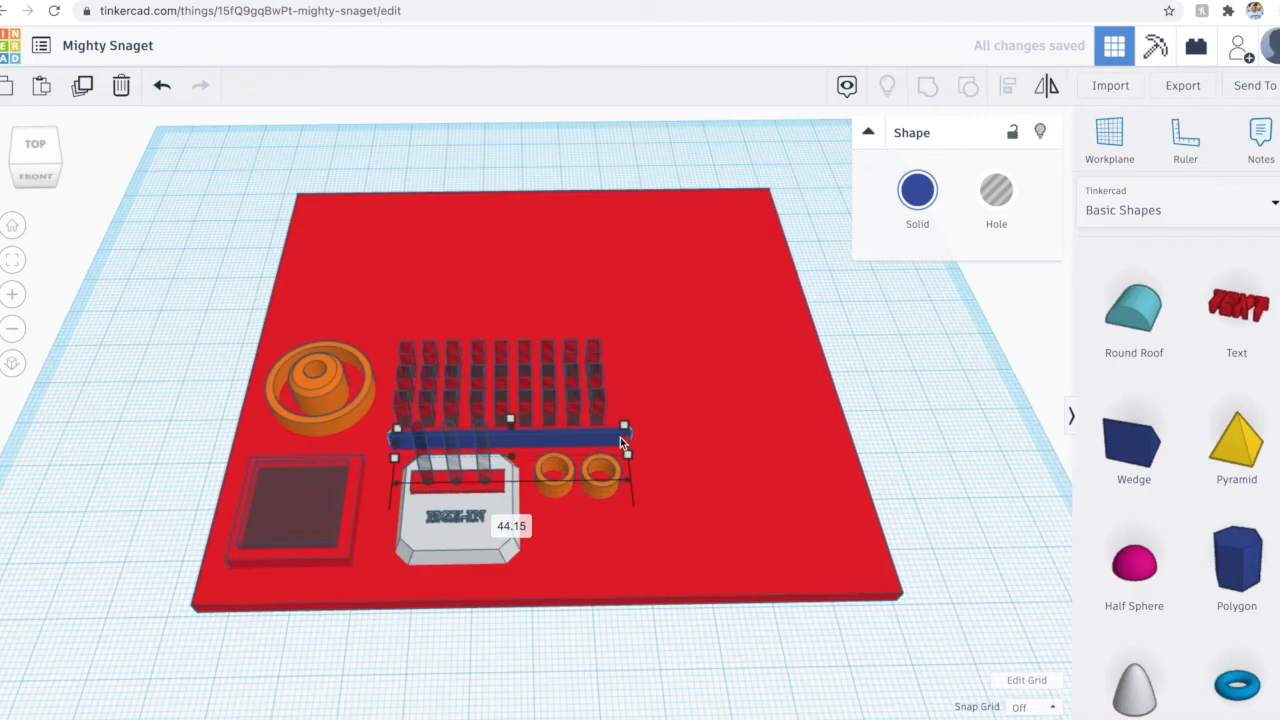 tinkercad.com/things/15fQ9gqBwPt-mighty-snaget/edit
Mighty Snaget
All changes saved
Import
Export
Send To
TOP
FRONT
Shape
Solid
Hole
Workplane
Ruler
Notes
Tinkercad
Basic Shapes
Round Roof
Text
TEXT
Wedge
Pyramid
Half Sphere
Polygon
44.15
Edit Grid
Snap Grid
Off